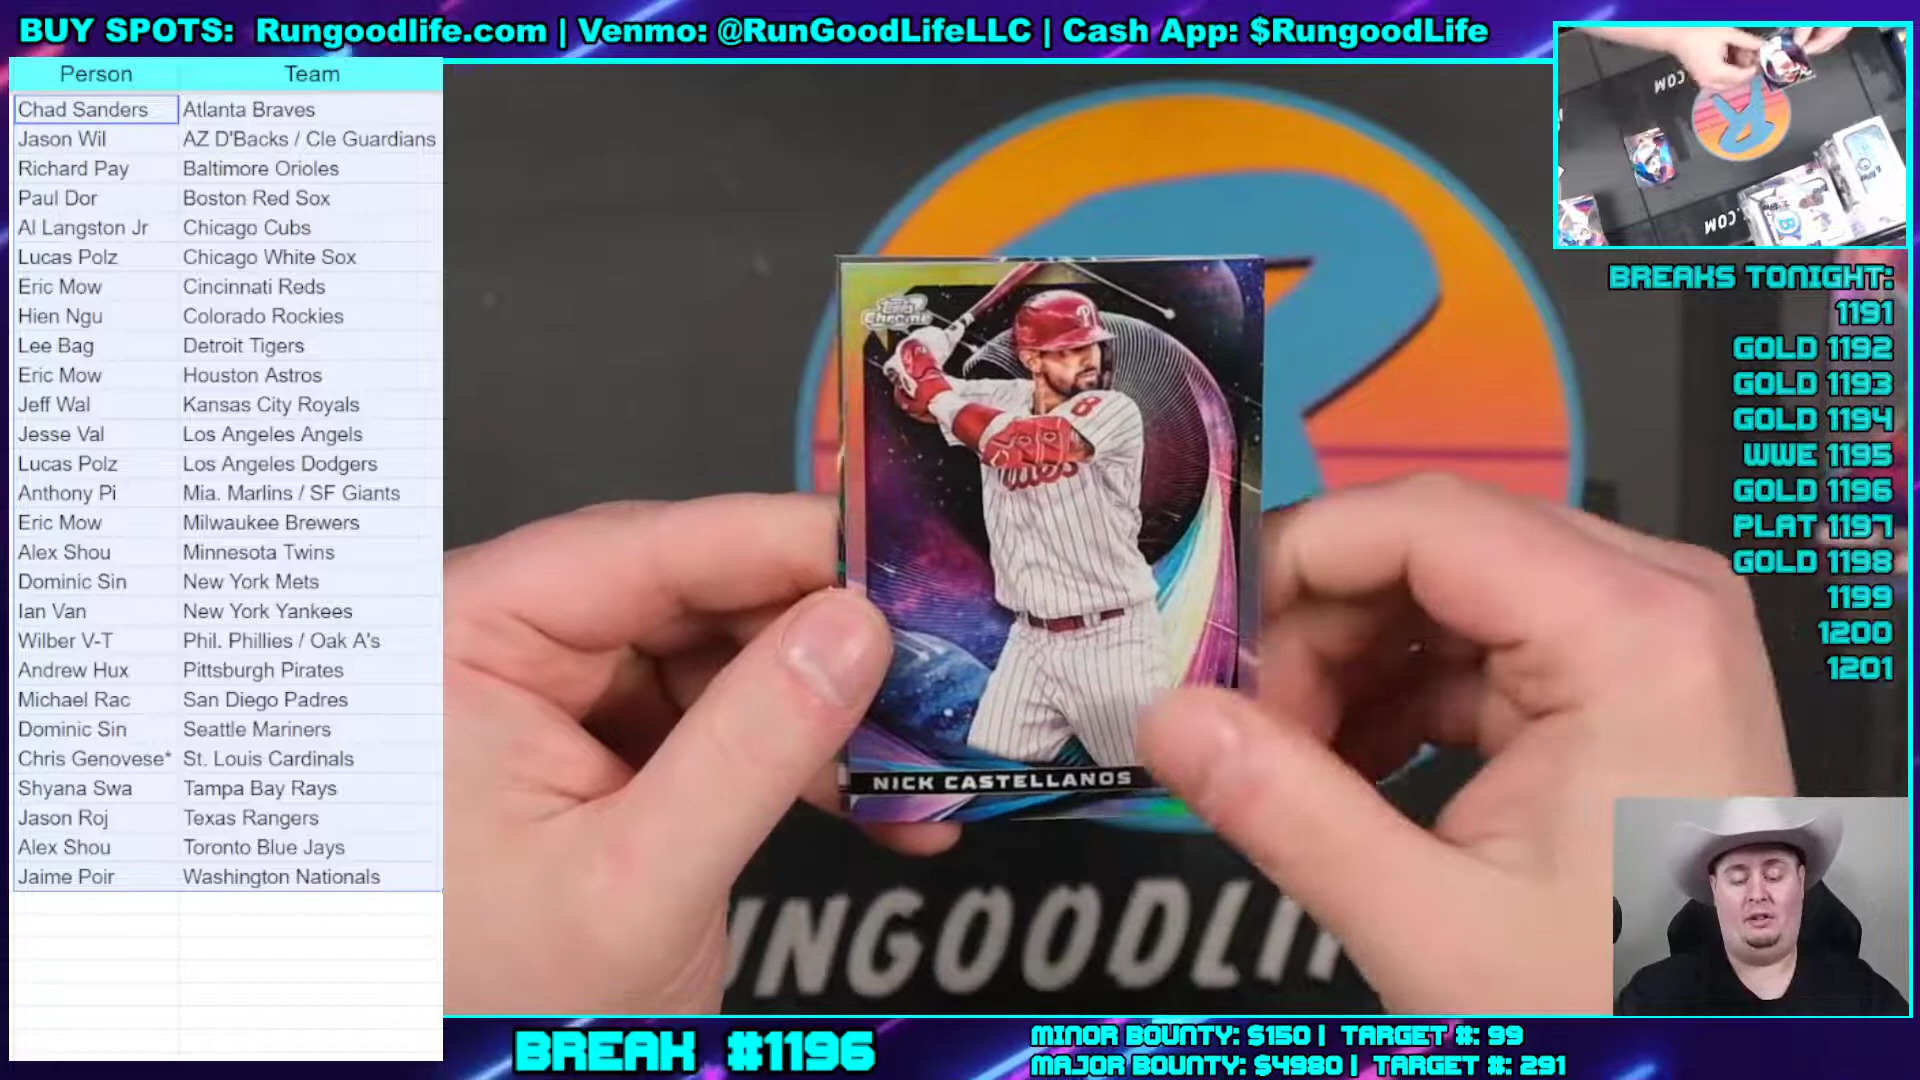 BUY SPOTS: Rungoodlife.com | Venmo: @RunGoodLifeLLC | Cash App: $RungoodLife
Person Team
Chad Sanders Atlanta Braves
Jason Wil AZ D'Backs / Cle Guardians
Richard Pay Baltimore Orioles
Paul Dor Boston Red Sox
Al Langston Jr Chicago Cubs
Lucas Polz Chicago White Sox
Eric Mow Cincinnati Reds
Hien Ngu Colorado Rockies
Lee Bag Detroit Tigers
Eric Mow Houston Astros
Jeff Wal Kansas City Royals
Jesse Val Los Angeles Angels
Lucas Polz Los Angeles Dodgers
Anthony Pi Mia. Marlins / SF Giants
Eric Mow Milwaukee Brewers
Alex Shou Minnesota Twins
Dominic Sin New York Mets
Ian Van New York Yankees
Wilber V-T Phil. Phillies / Oak A's
Andrew Hux Pittsburgh Pirates
Michael Rac San Diego Padres
Dominic Sin Seattle Mariners
Chris Genovese* St. Louis Cardinals
Shyana Swa Tampa Bay Rays
Jason Roj Texas Rangers
Alex Shou Toronto Blue Jays
Jaime Poir Washington Nationals
Chrome
P
8
NICK CASTELLANOS
UNGOODLI
R
.COM
.COM
BREAKS TONIGHT:
1191
GOLD 1192
GOLD 1193
GOLD 1194
WWE 1195
GOLD 1196
PLAT 1197
GOLD 1198
1199
1200
1201
BREAK #1196
MINOR BOUNTY: $150 | TARGET #: 99
MAJOR BOUNTY: $4980 | TARGET #: 291